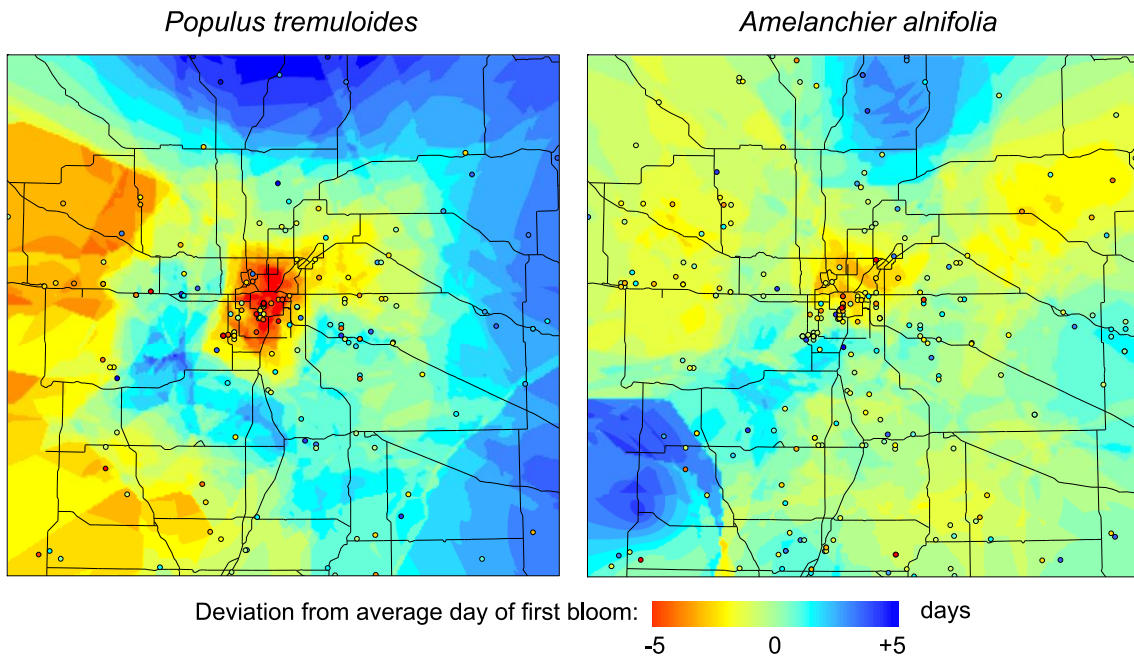 Populus tremuloides
Amelanchier alnifolia
Deviation from average day of first bloom: days
-5 0 +5